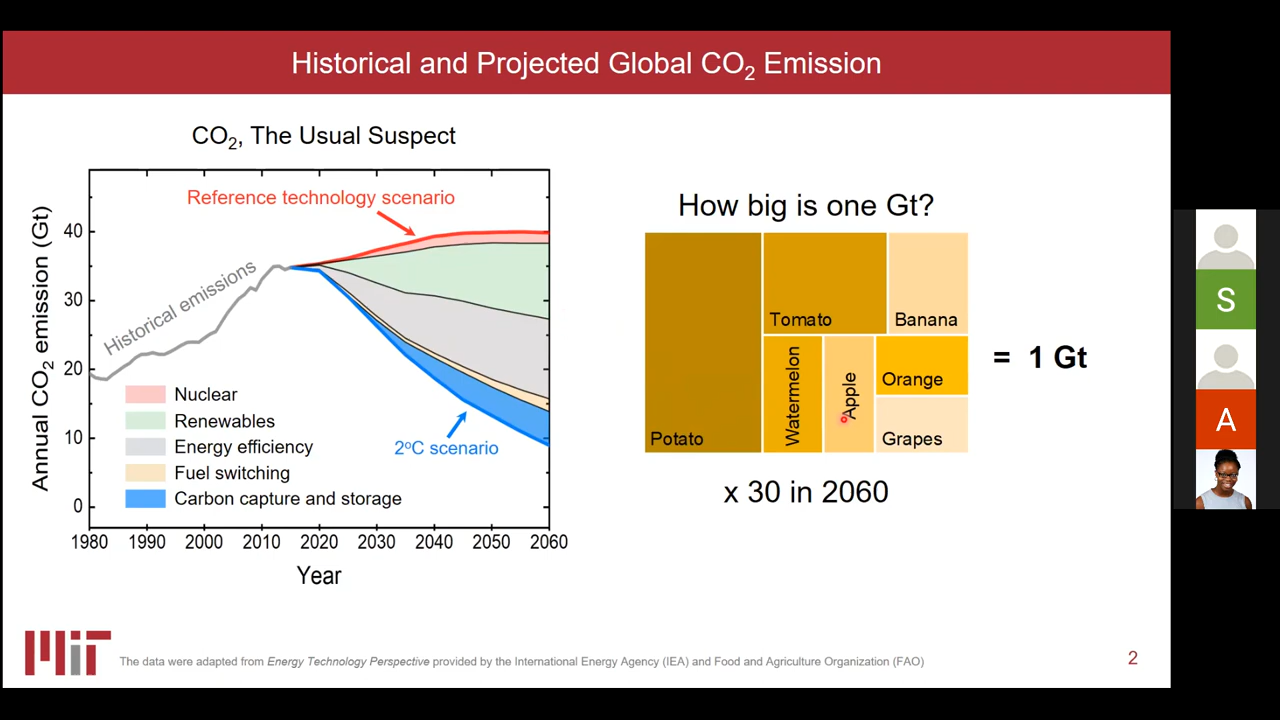 Historical and Projected Global CO₂ Emission
CO₂, The Usual Suspect
Annual CO₂ emission (Gt)
40
30
20
10
0
Reference technology scenario
Historical emissions
Nuclear
Renewables
Energy efficiency
Fuel switching
Carbon capture and storage
2°C scenario
1980 1990 2000 2010 2020 2030 2040 2050 2060
Year
How big is one Gt?
Potato
Tomato
Banana
Watermelon
Apple
Orange
Grapes
= 1 Gt
x 30 in 2060
S
A
MIT
The data were adapted from Energy Technology Perspective provided by the International Energy Agency (IEA) and Food and Agriculture Organization (FAO)
2